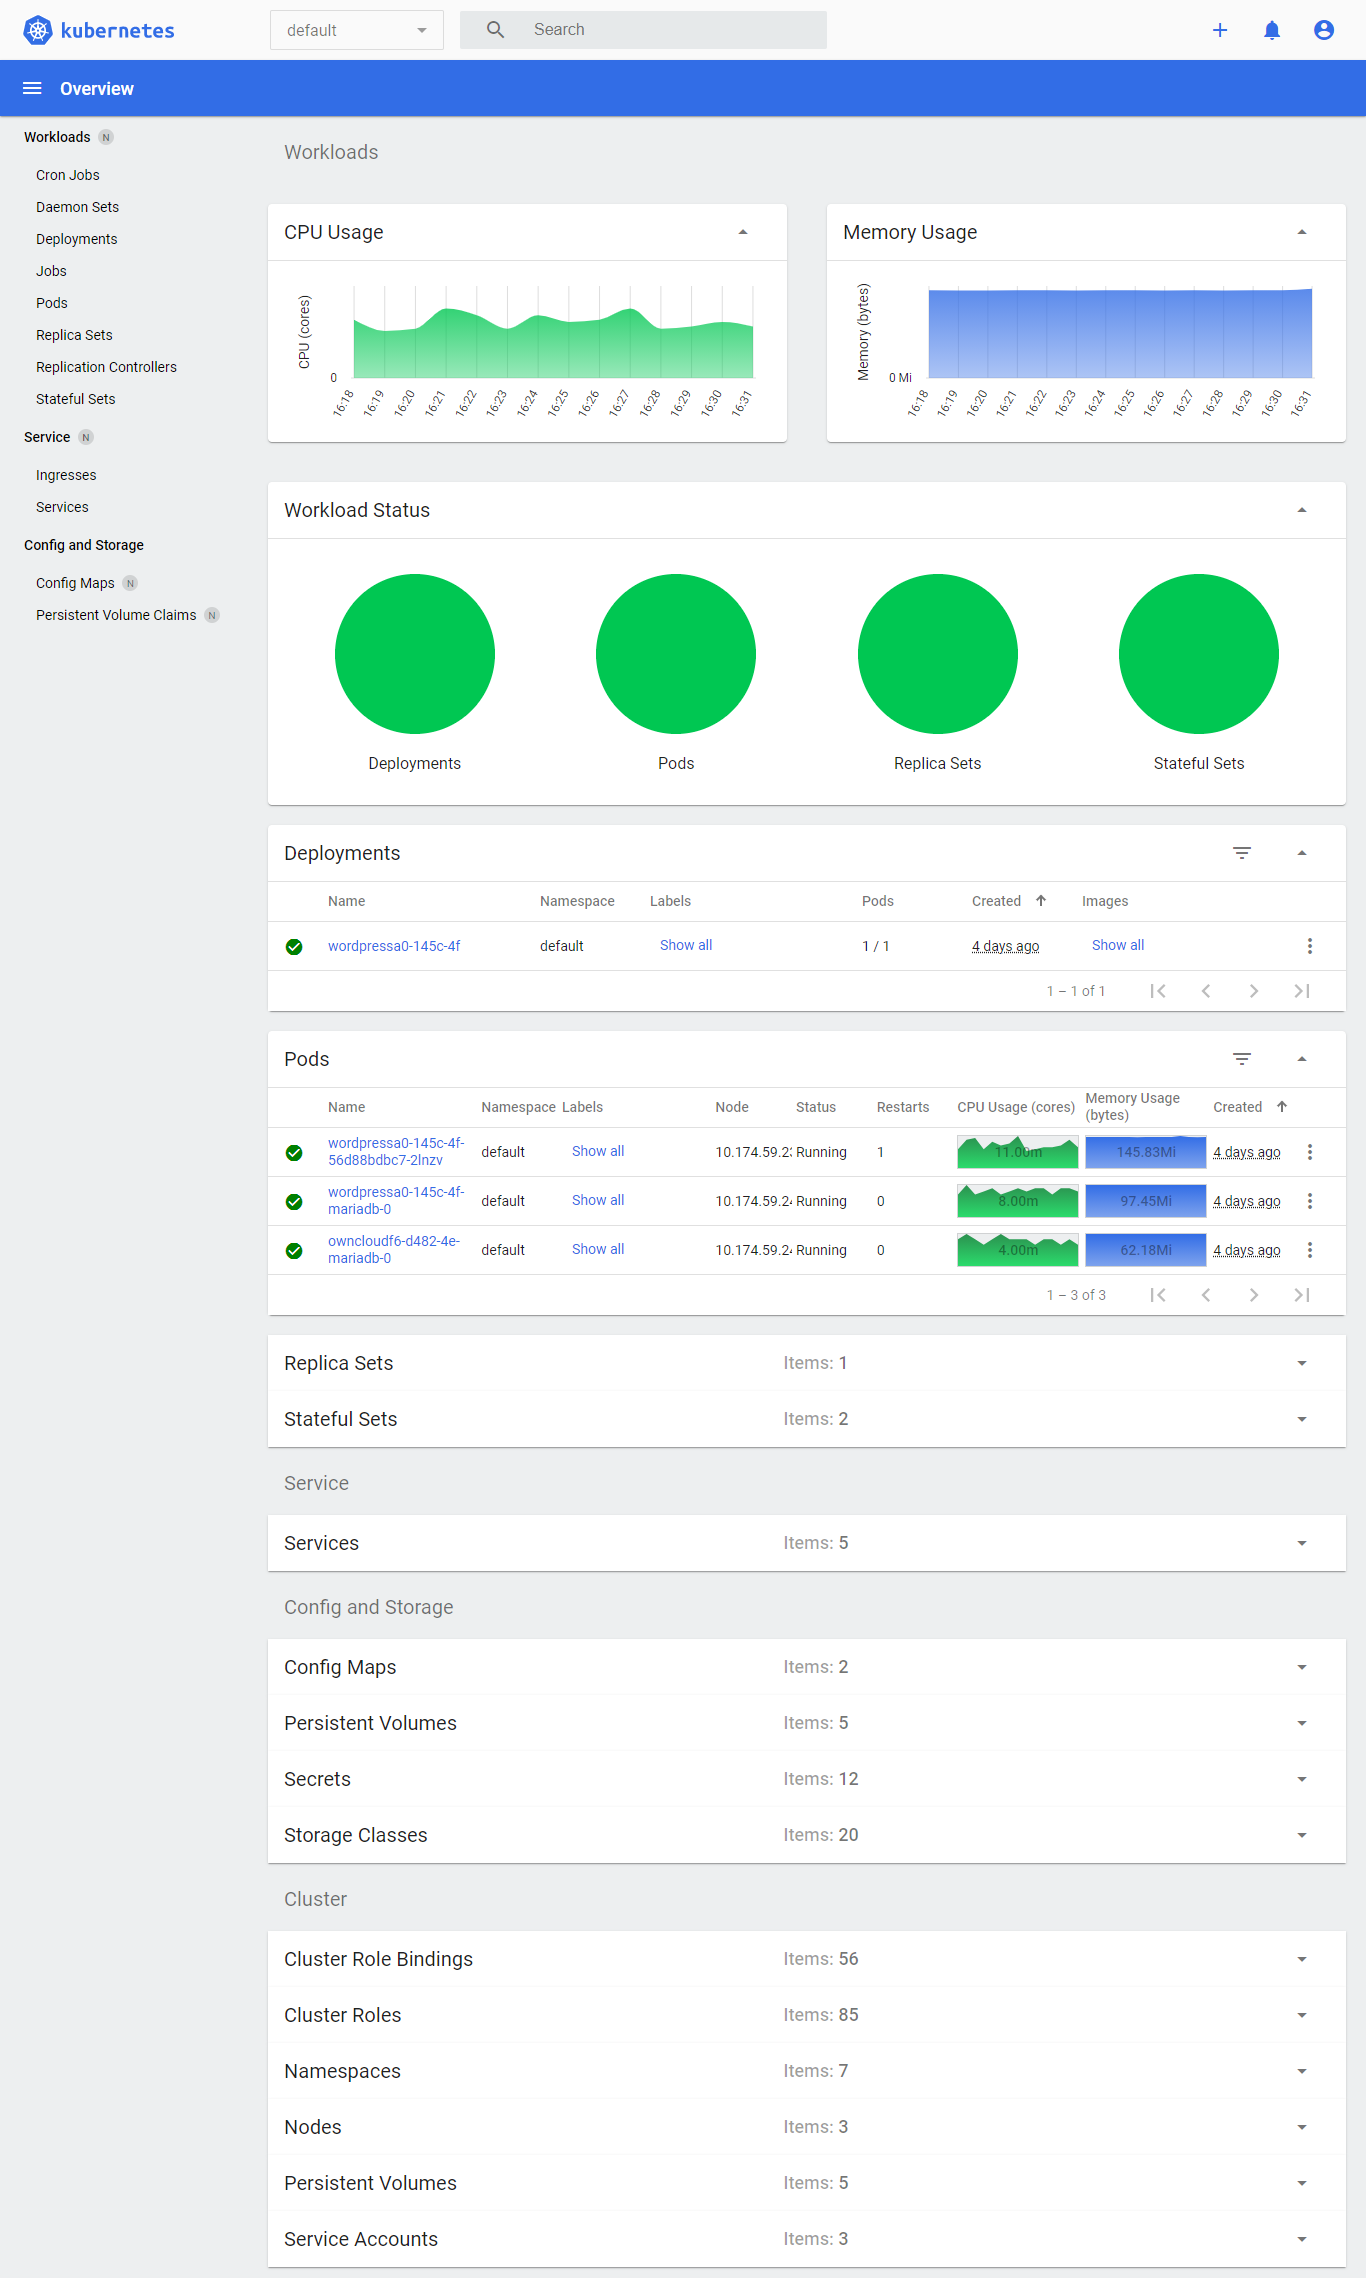 kubernetes
default
Search
Overview
Workloads N
Cron Jobs
Daemon Sets
Deployments
Jobs
Pods
Replica Sets
Replication Controllers
Stateful Sets
Service N
Ingresses
Services
Config and Storage
Config Maps N
Persistent Volume Claims N
Workloads
CPU Usage
CPU (cores)
0
16:18 16:19 16:20 16:21 16:22 16:23 16:24 16:25 16:26 16:27 16:28 16:29 16:30 16:31
Memory Usage
Memory (bytes)
0 Mi
16:18 16:19 16:20 16:21 16:22 16:23 16:24 16:25 16:26 16:27 16:28 16:29 16:30 16:31
Workload Status
Deployments Pods Replica Sets Stateful Sets
Deployments
Name Namespace Labels Pods Created Images
wordpressa0-145c-4f default Show all 1 / 1 4 days ago Show all
1 – 1 of 1
Pods
Name Namespace Labels Node Status Restarts CPU Usage (cores) Memory Usage
(bytes) Created
wordpressa0-145c-4f-
56d88bdbc7-2lnzv default Show all 10.174.59.2 Running 1 11.00m 145.83Mi 4 days ago
wordpressa0-145c-4f-
mariadb-0 default Show all 10.174.59.2 Running 0 8.00m 97.45Mi 4 days ago
owncloudf6-d482-4e-
mariadb-0 default Show all 10.174.59.2 Running 0 4.00m 62.18Mi 4 days ago
1 – 3 of 3
Replica Sets Items: 1
Stateful Sets Items: 2
Service
Services Items: 5
Config and Storage
Config Maps Items: 2
Persistent Volumes Items: 5
Secrets Items: 12
Storage Classes Items: 20
Cluster
Cluster Role Bindings Items: 56
Cluster Roles Items: 85
Namespaces Items: 7
Nodes Items: 3
Persistent Volumes Items: 5
Service Accounts Items: 3